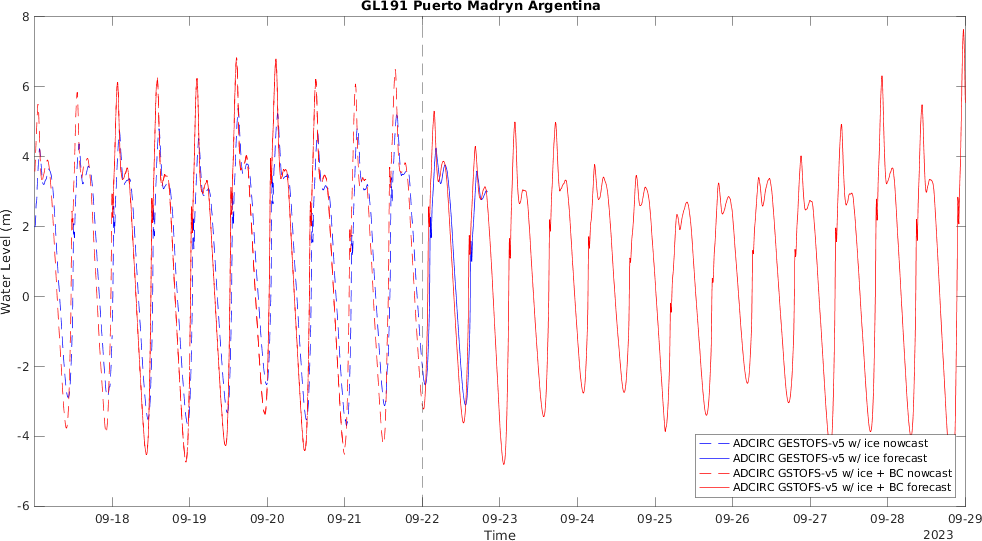 GL191 Puerto Madryn Argentina
8
6
4
2
0
-2
-4
-6
Water Level (m)
ADCIRC GESTOFS-v5 w/ ice nowcast
ADCIRC GESTOFS-v5 w/ ice forecast
ADCIRC GSTOFS-v5 w/ ice + BC nowcast
ADCIRC GSTOFS-v5 w/ ice + BC forecast
09-18 09-19 09-20 09-21 09-22 09-23 09-24 09-25 09-26 09-27 09-28 09-29
Time
2023